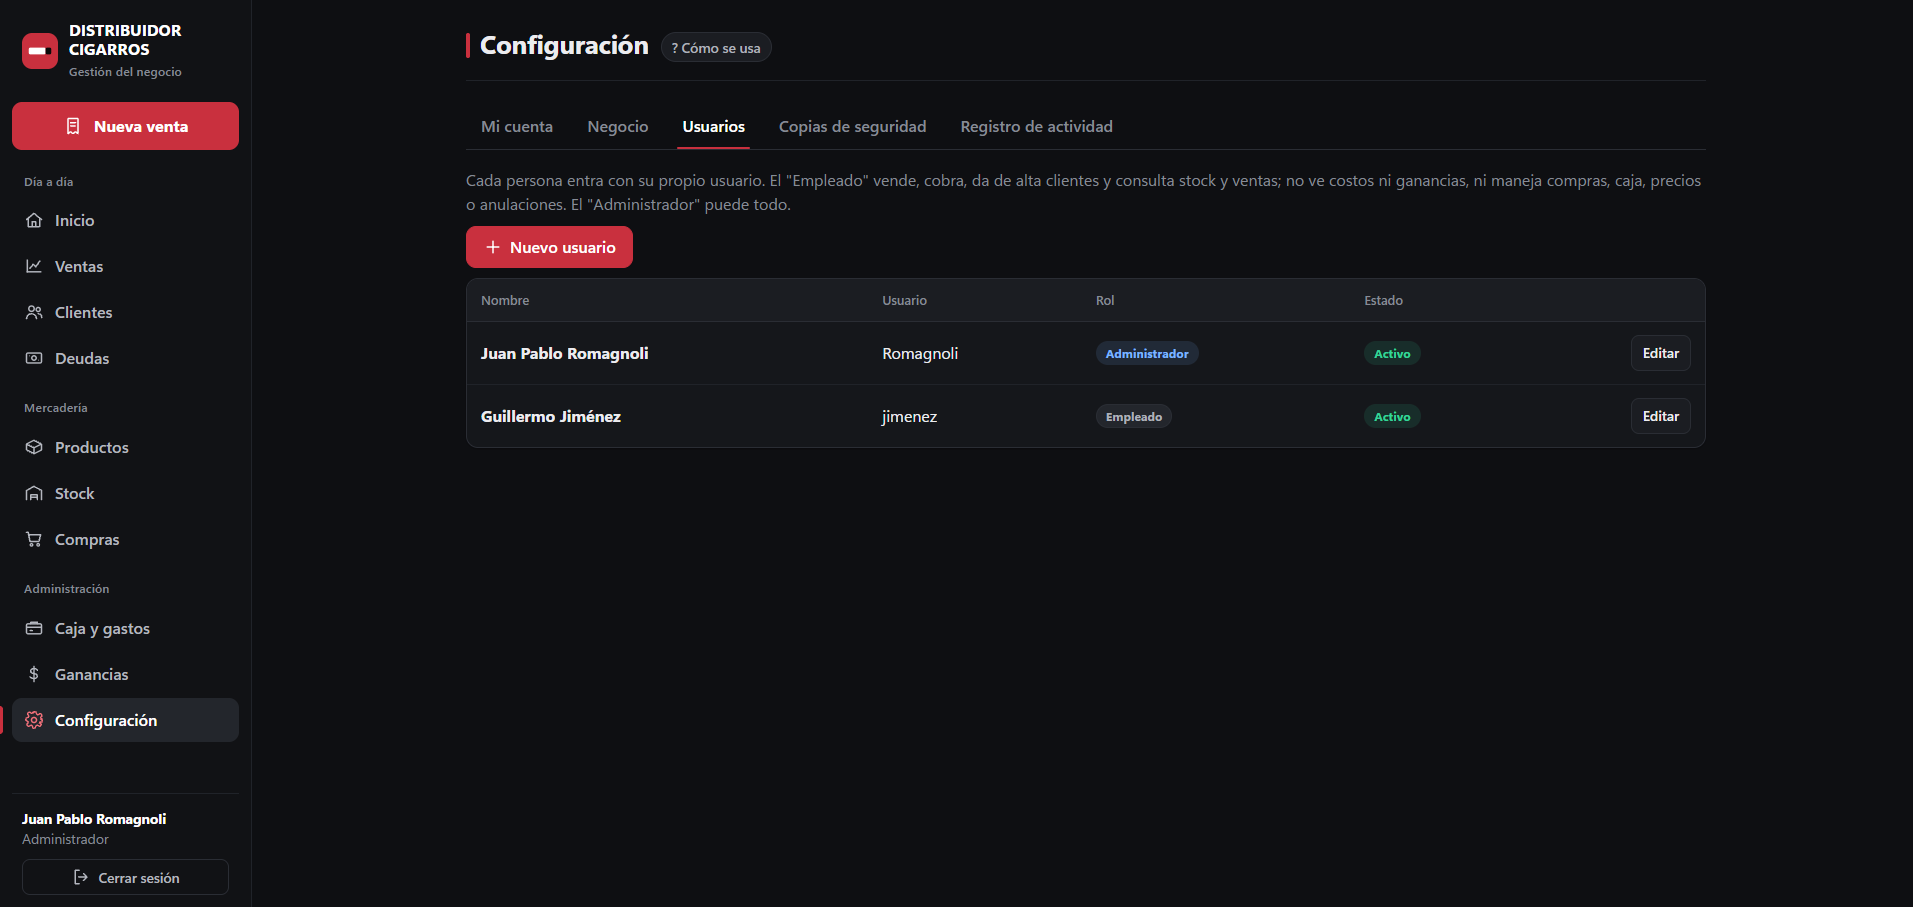 DISTRIBUIDOR
CIGARROS
Gestión del negocio
Nueva venta
Día a día
Inicio
Ventas
Clientes
Deudas
Mercadería
Productos
Stock
Compras
Administración
Caja y gastos
Ganancias
Configuración
Juan Pablo Romagnoli
Administrador
Cerrar sesión
Configuración ? Cómo se usa
Mi cuenta Negocio Usuarios Copias de seguridad Registro de actividad
Cada persona entra con su propio usuario. El "Empleado" vende, cobra, da de alta clientes y consulta stock y ventas; no ve costos ni ganancias, ni maneja compras, caja, precios
o anulaciones. El "Administrador" puede todo.
+ Nuevo usuario
Nombre Usuario Rol Estado
Juan Pablo Romagnoli Romagnoli Administrador Activo Editar
Guillermo Jiménez jimenez Empleado Activo Editar